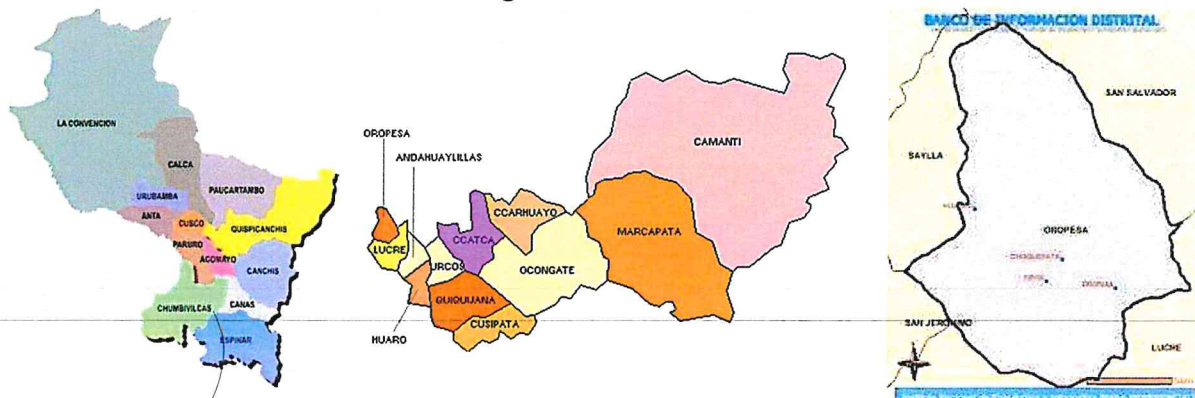 LA CONVENCION
CALCA
URUBAMBA
PAUCARTAMBO
ANTA
CUSCO
QUISPICANCHIS
PARURO
ACOMAYO
CANCHIS
CANAS
CHUMBIVILCAS
ESPINAR
OROPESA
ANDAHUAYLILLAS
CAMANTI
CCARHUAYO
CCATCA
MARCAPATA
LUCRE
URCOS
OCONGATE
QUIQUIJANA
CUSIPATA
HUARO
BANCO DE INFORMACION DISTRITAL
SAN SALVADOR
SAYLLA
OROPESA
CHOQUEPATA
SAN JERONIMO
LUCRE